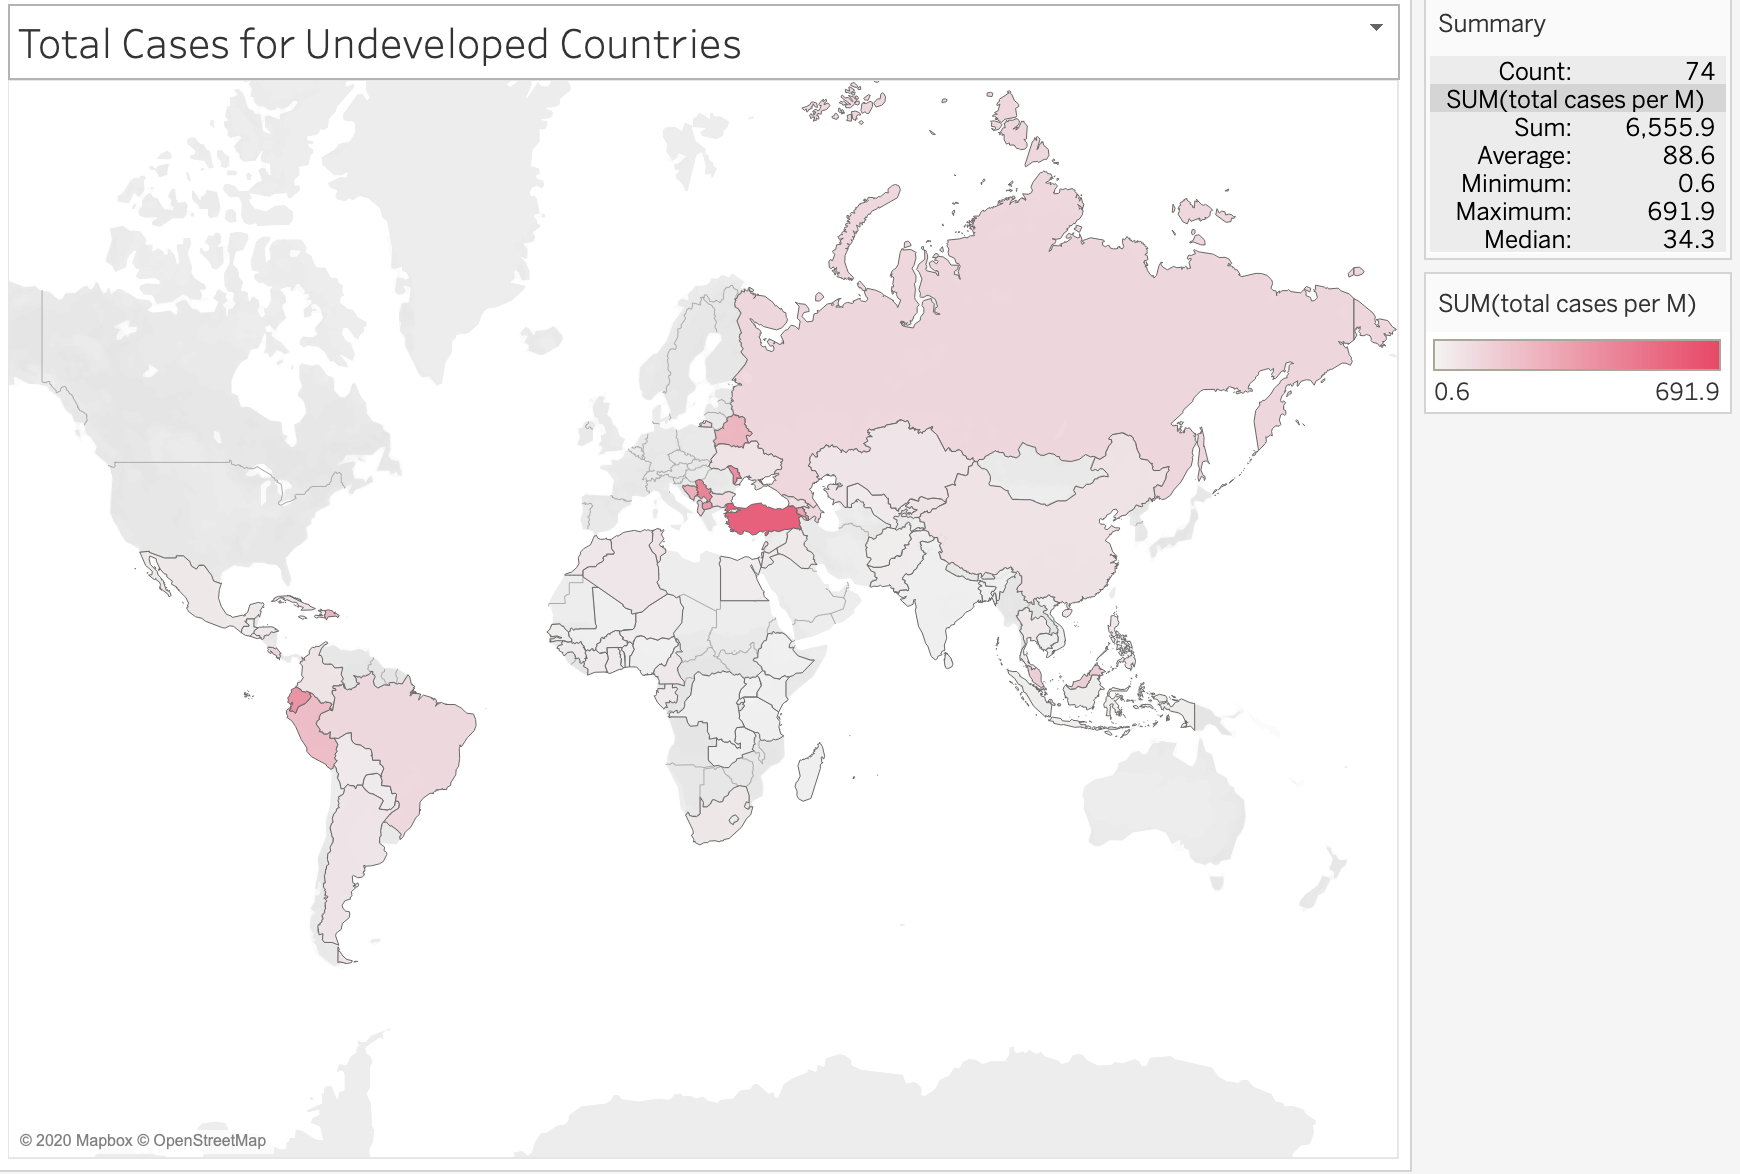 Total Cases for Undeveloped Countries
Summary
Count: 74
SUM(total cases per M)
Sum: 6,555.9
Average: 88.6
Minimum: 0.6
Maximum: 691.9
Median: 34.3
SUM(total cases per M)
0.6 691.9
© 2020 Mapbox © OpenStreetMap